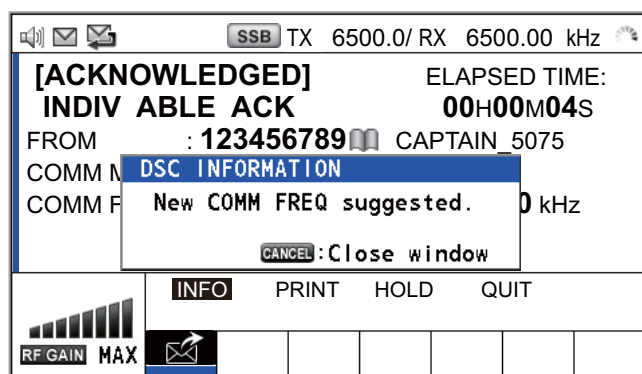 SSB TX 6500.0/ RX 6500.00 kHz
[ACKNOWLEDGED] ELAPSED TIME:
INDIV ABLE ACK 00H00M04S
FROM : 123456789 CAPTAIN_5075
COMM M
DSC INFORMATION
COMM F
New COMM FREQ suggested.
0 kHz
CANCEL:Close window
INFO PRINT HOLD QUIT
RF GAIN MAX